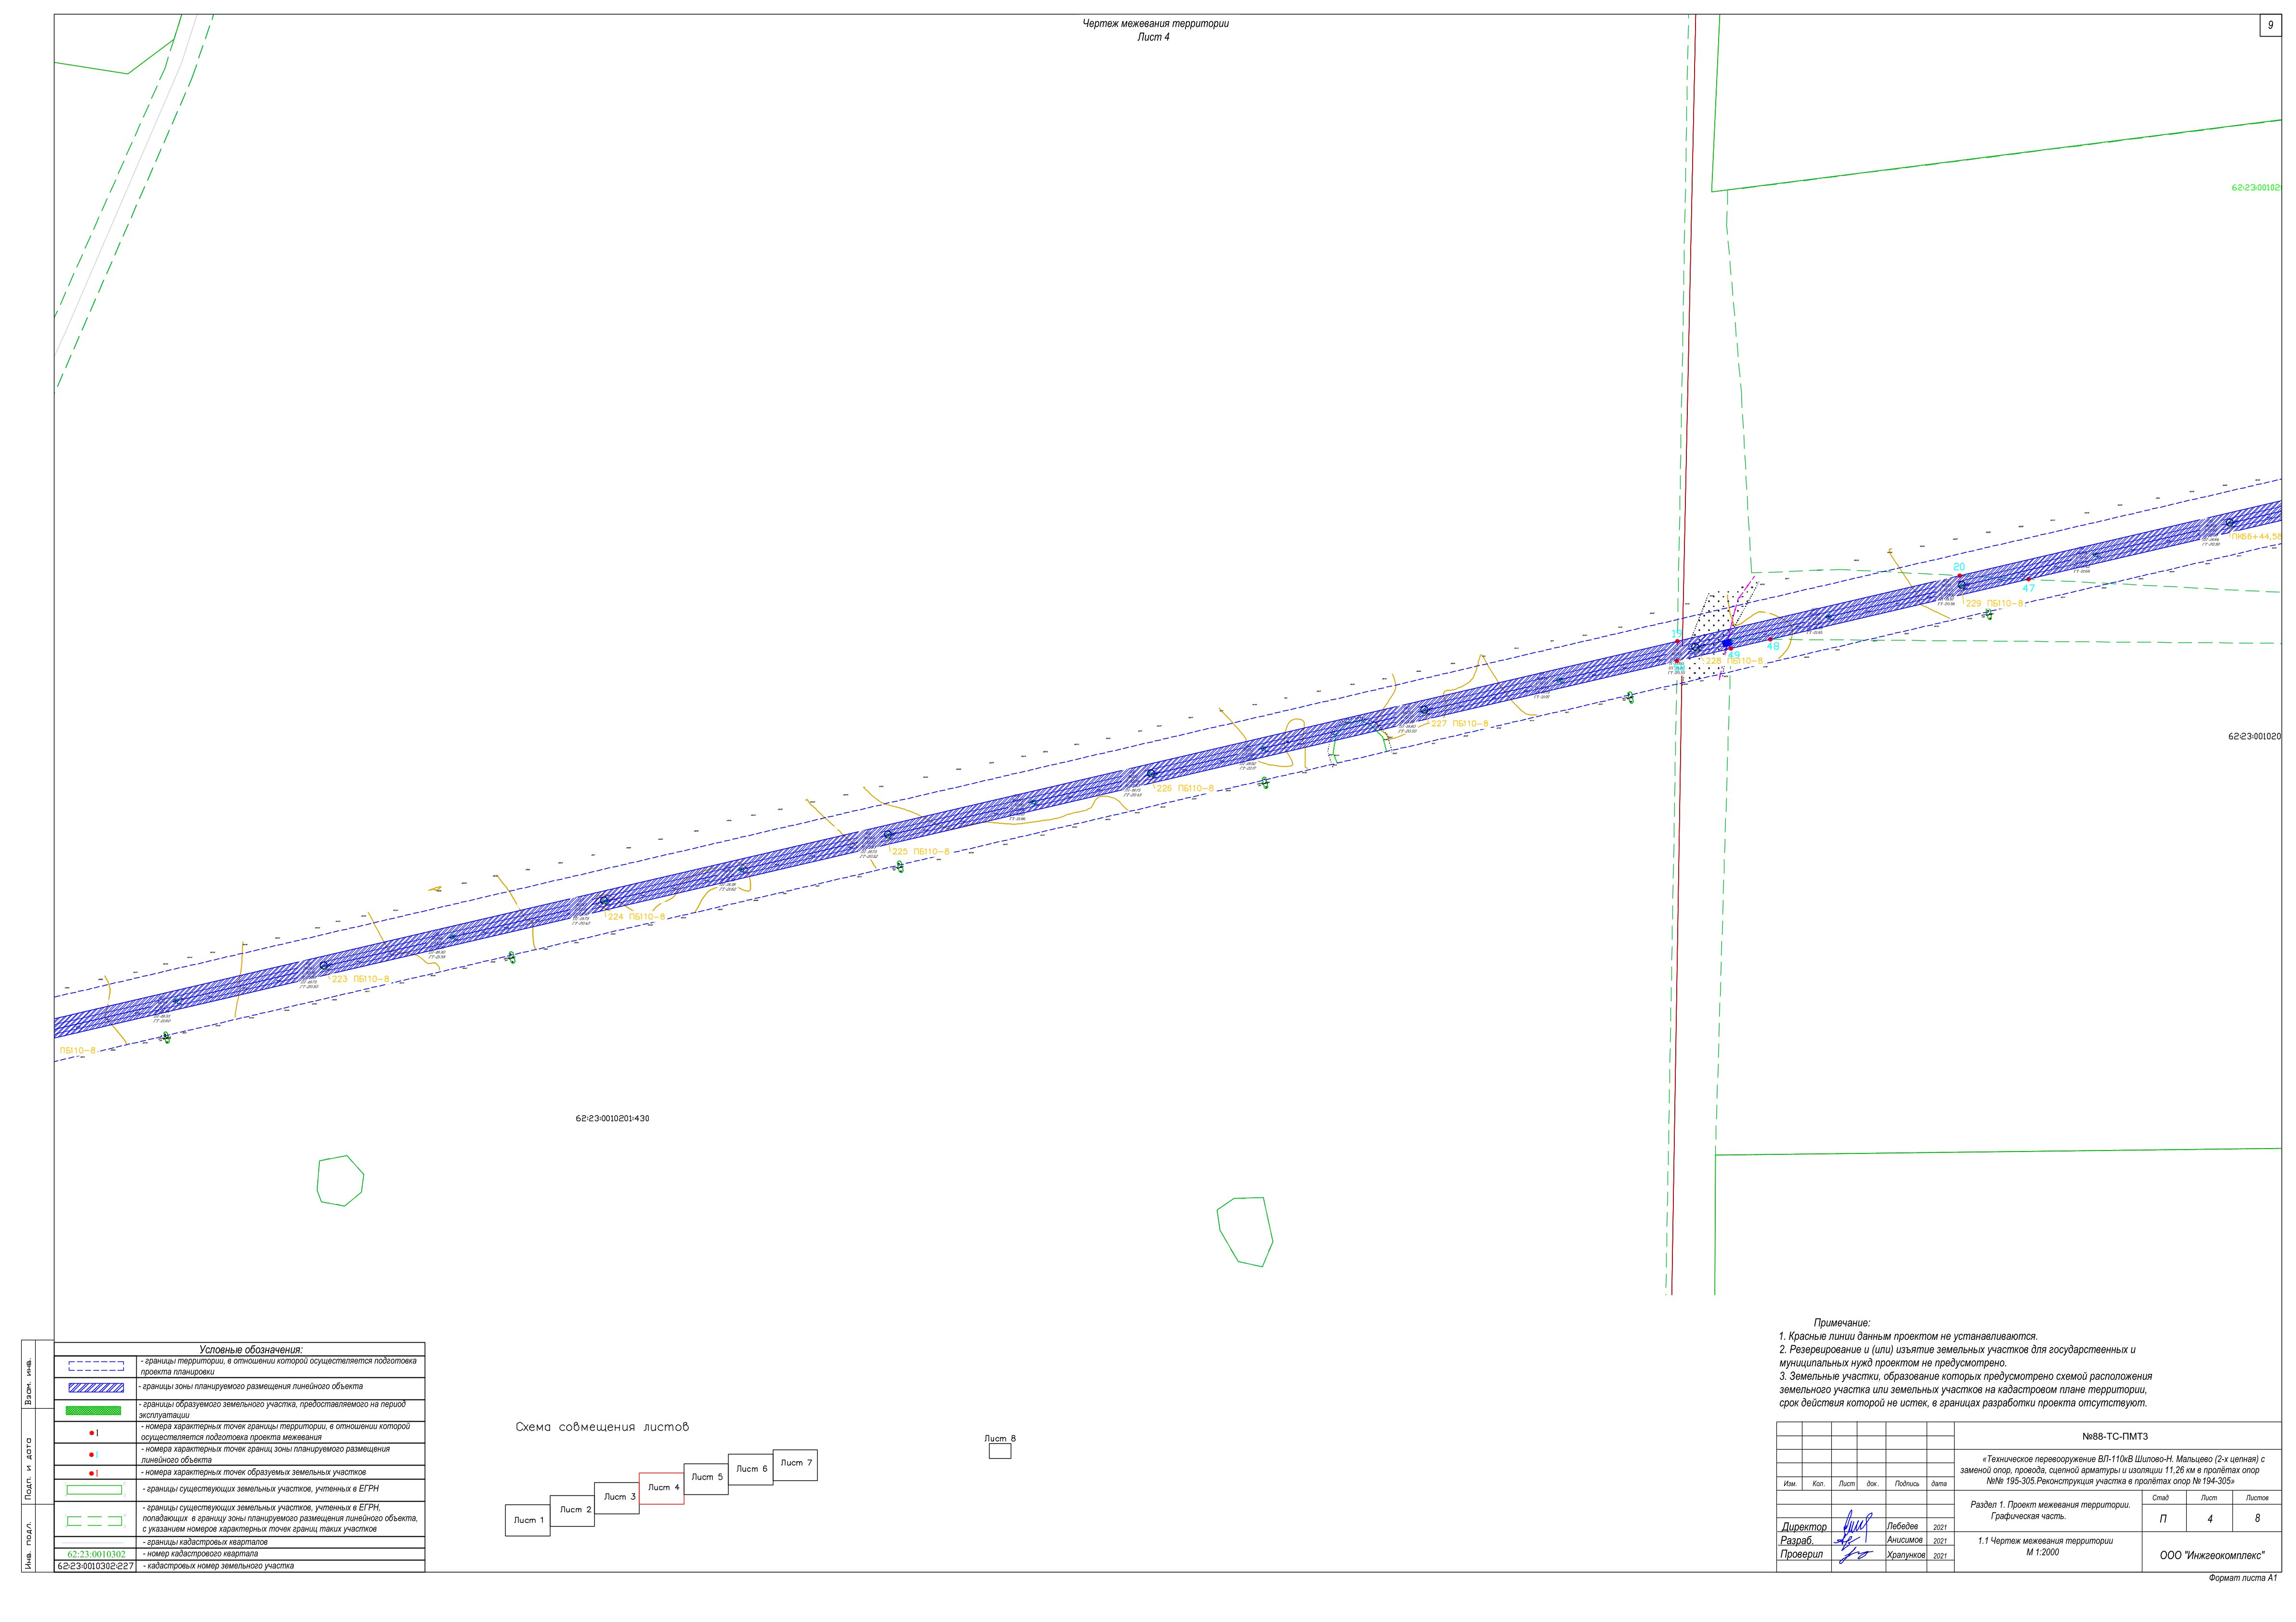 Чертеж межевания территории
Лист 4
9
62:23:00102
20
47
ПК66+44,58
229 ПБ110-8
19
48
49
228 ПБ110-8
62:23:001020
227 ПБ110-8
226 ПБ110-8
225 ПБ110-8
224 ПБ110-8
223 ПБ110-8
ПБ110-8
62:23:0010201:430
Условные обозначения:
- границы территории, в отношении которой осуществляется подготовка
проекта планировки
- границы зоны планируемого размещения линейного объекта
- границы образуемого земельного участка, предоставляемого на период
эксплуатации
1 - номера характерных точек границы территории, в отношении которой
осуществляется подготовка проекта межевания
1 - номера характерных точек границ зоны планируемого размещения
линейного объекта
1 - номера характерных точек образуемых земельных участков
- границы существующих земельных участков, учтенных в ЕГРН
- границы существующих земельных участков, учтенных в ЕГРН,
попадающих в границу зоны планируемого размещения линейного объекта,
с указанием номеров характерных точек границ таких участков
- границы кадастровых кварталов
62:23:0010302 - номер кадастрового квартала
62:23:0010302:227 - кадастровых номер земельного участка
Взам. инв.
Подп. и дата
Инв. подл.
Схема совмещения листов
Лист 1
Лист 2
Лист 3
Лист 4
Лист 5
Лист 6
Лист 7
Лист 8
Примечание:
1. Красные линии данным проектом не устанавливаются.
2. Резервирование и (или) изъятие земельных участков для государственных и
муниципальных нужд проектом не предусмотрено.
3. Земельные участки, образование которых предусмотрено схемой расположения
земельного участка или земельных участков на кадастровом плане территории,
срок действия которой не истек, в границах разработки проекта отсутствуют.
№88-ТС-ПМТ3
«Техническое перевооружение ВЛ-110кВ Шилово-Н. Мальцево (2-х цепная) с
заменой опор, провода, сцепной арматуры и изоляции 11,26 км в пролётах опор
№№ 195-305.Реконструкция участка в пролётах опор № 194-305»
Изм. Кол. Лист док. Подпись дата
Раздел 1. Проект межевания территории.
Графическая часть.
Стад Лист Листов
П 4 8
Директор Лебедев 2021
Разраб. Анисимов 2021
Проверил Храпунков 2021
1.1 Чертеж межевания территории
М 1:2000
ООО "Инжгеокомплекс"
Формат листа А1